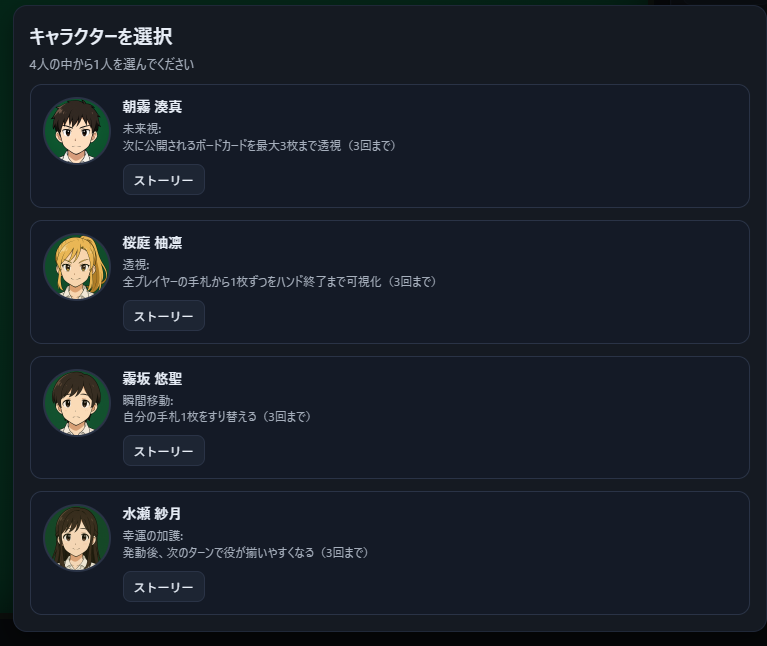 キャラクターを選択
4人の中から1人を選んでください
朝霧 湊真
未来視:
次に公開されるボードカードを最大3枚まで透視（3回まで）
ストーリー
桜庭 柚凛
透視:
全プレイヤーの手札から1枚ずつをハンド終了まで可視化（3回まで）
ストーリー
霧坂 悠聖
瞬間移動:
自分の手札1枚をすり替える（3回まで）
ストーリー
水瀬 紗月
幸運の加護:
発動後、次のターンで役が揃いやすくなる（3回まで）
ストーリー